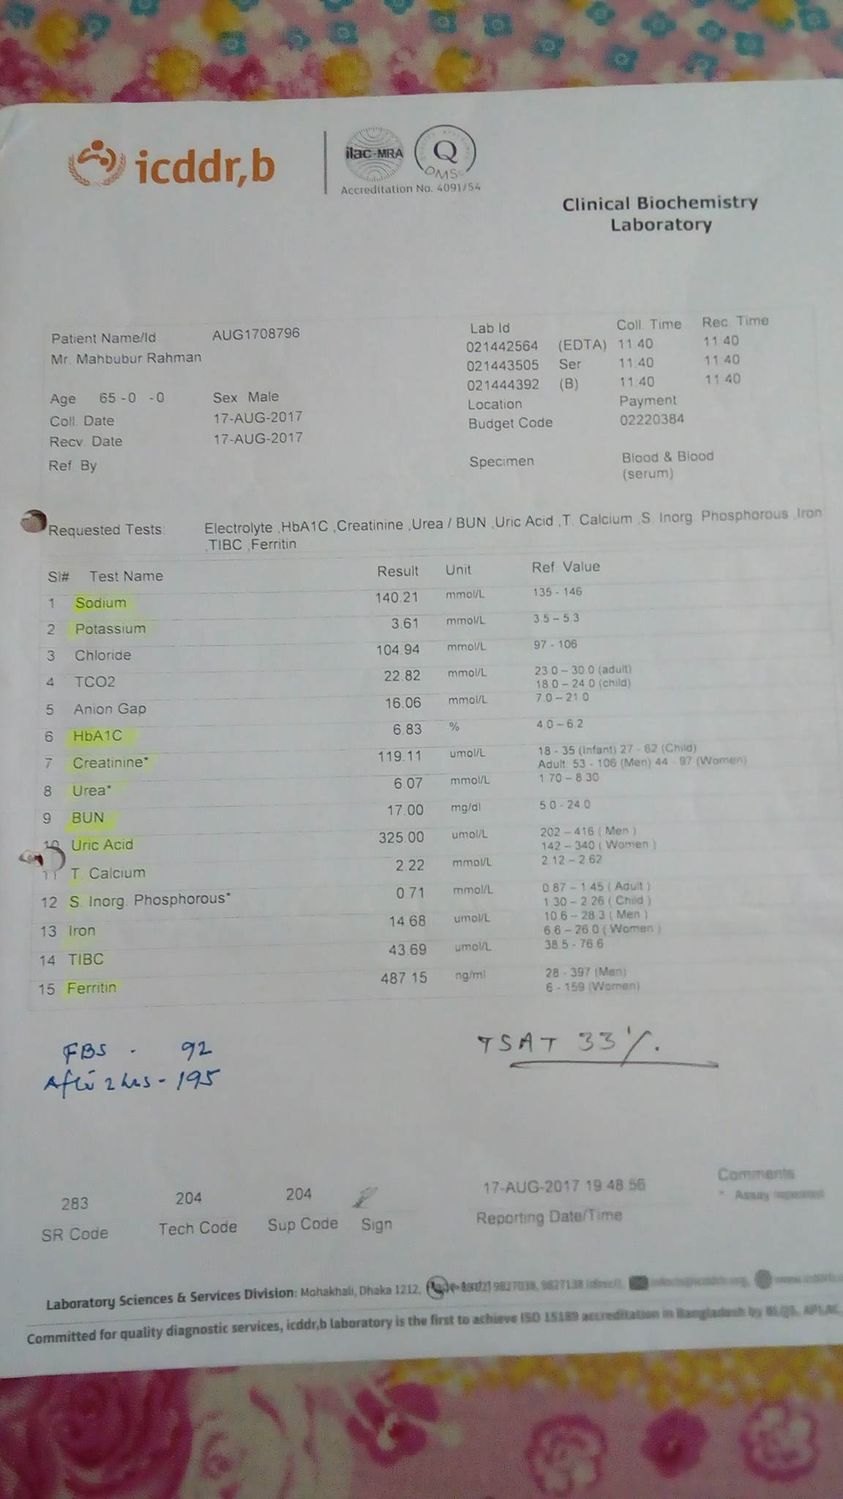 icddr,b
ilac-MRA
Q
DMS
Accreditation No. 4091/54
Clinical Biochemistry
Laboratory
Patient Name/Id AUG1708796
Mr. Mahbubur Rahman
Age 65 -0 -0 Sex Male
Coll. Date 17-AUG-2017
Recv. Date 17-AUG-2017
Ref. By
Lab Id Coll. Time Rec. Time
021442564 (EDTA) 11.40 11.40
021443505 Ser 11.40 11.40
021444392 (B) 11.40 11.40
Location Payment
Budget Code 02220384
Specimen Blood & Blood
(serum)
Requested Tests: Electrolyte ,HbA1C ,Creatinine ,Urea / BUN ,Uric Acid ,T. Calcium ,S. Inorg. Phosphorous ,Iron
,TIBC ,Ferritin
Sl# Test Name Result Unit Ref. Value
1 Sodium 140.21 mmol/L 135 - 146
2 Potassium 3.61 mmol/L 3.5 – 5.3
3 Chloride 104.94 mmol/L 97 - 106
4 TCO2 22.82 mmol/L 23.0 – 30.0 (adult)
18.0 – 24.0 (child)
5 Anion Gap 16.06 mmol/L 7.0 – 21.0
6 HbA1C 6.83 % 4.0 – 6.2
7 Creatinine* 119.11 umol/L 18 - 35 (Infant) 27 - 62 (Child)
Adult: 53 - 106 (Men) 44 - 97 (Women)
8 Urea* 6.07 mmol/L 1.70 – 8.30
9 BUN 17.00 mg/dl 5.0 - 24.0
10 Uric Acid 325.00 umol/L 202 – 416 ( Men )
142 – 340 ( Women )
11 T. Calcium 2.22 mmol/L 2.12 – 2.62
12 S. Inorg. Phosphorous* 0.71 mmol/L 0.87 – 1.45 ( Adult )
1.30 – 2.26 ( Child )
13 Iron 14.68 umol/L 10.6 – 28.3 ( Men )
6.6 – 26.0 ( Women )
14 TIBC 43.69 umol/L 38.5 - 76.6
15 Ferritin 487.15 ng/ml 28 - 397 (Men)
6 - 159 (Women)
FBS - 92
After 2 hrs - 195
TSAT 33%.
283 204 204
SR Code Tech Code Sup Code Sign
17-AUG-2017 19:48:56
Reporting Date/Time
Comments
* Assay repeated
Laboratory Sciences & Services Division: Mohakhali, Dhaka 1212, 9827038, 9827138 (direct),
Committed for quality diagnostic services, icddr,b laboratory is the first to achieve ISO 15189 accreditation in Bangladesh by